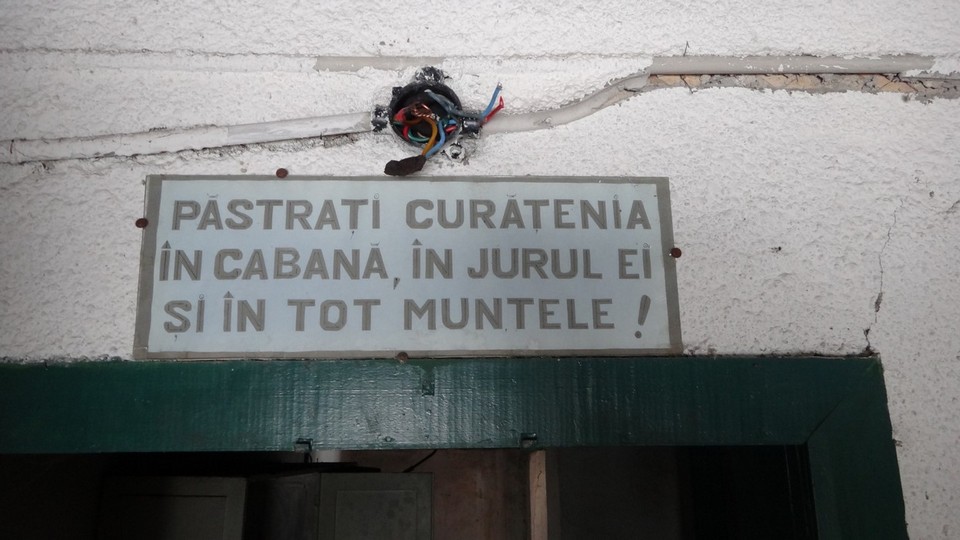 PĂSTRAȚI CURĂȚENIA
ÎN CABANĂ, ÎN JURUL EI
ȘI ÎN TOT MUNTELE !